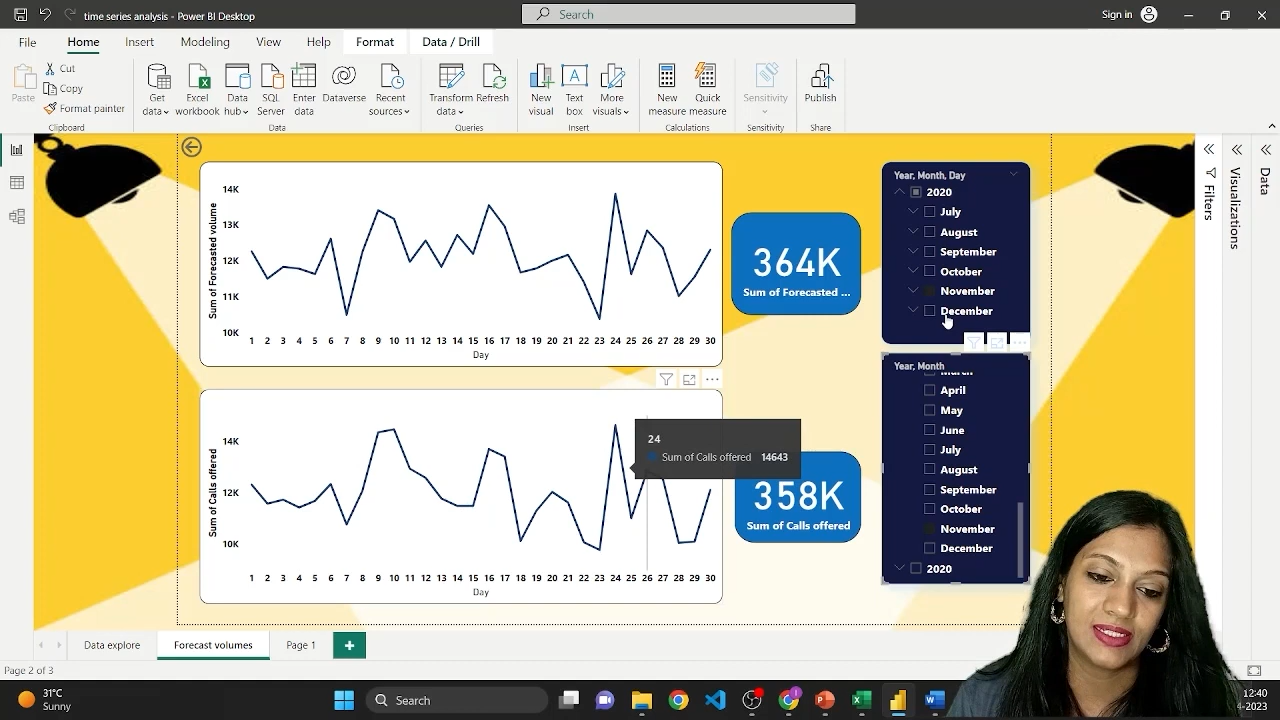 time series analysis - Power BI Desktop
Search
Sign in
File Home Insert Modeling View Help Format Data / Drill
Paste
Cut
Copy
Format painter
Clipboard
Get data
Excel workbook
Data hub
SQL Server
Enter data
Dataverse
Recent sources
Data
Transform data
Refresh
Queries
New visual
Text box
More visuals
Insert
New measure
Quick measure
Calculations
Sensitivity
Sensitivity
Publish
Share
Sum of Forecasted volume
14K
13K
12K
11K
10K
1 2 3 4 5 6 7 8 9 10 11 12 13 14 15 16 17 18 19 20 21 22 23 24 25 26 27 28 29 30
Day
364K
Sum of Forecasted ...
Year, Month, Day
2020
July
August
September
October
November
December
Sum of Calls offered
14K
12K
10K
1 2 3 4 5 6 7 8 9 10 11 12 13 14 15 16 17 18 19 20 21 22 23 24 25 26 27 28 29 30
Day
24
Sum of Calls offered 14643
358K
Sum of Calls offered
Year, Month
March
April
May
June
July
August
September
October
November
December
2020
Filters
Visualizations
Data
Data explore
Forecast volumes
Page 1
Page 2 of 3
31°C
Sunny
Search
12:40
-2022